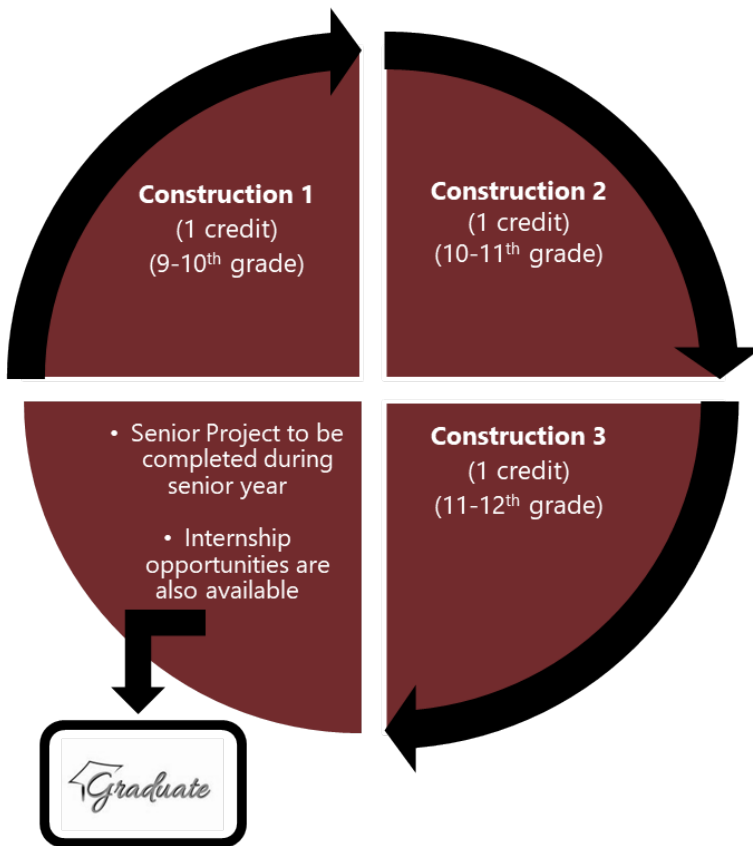 Construction 1
(1 credit)
(9-10th grade)
Construction 2
(1 credit)
(10-11th grade)
Construction 3
(1 credit)
(11-12th grade)
• Senior Project to be
completed during
senior year
• Internship
opportunities are
also available
Graduate